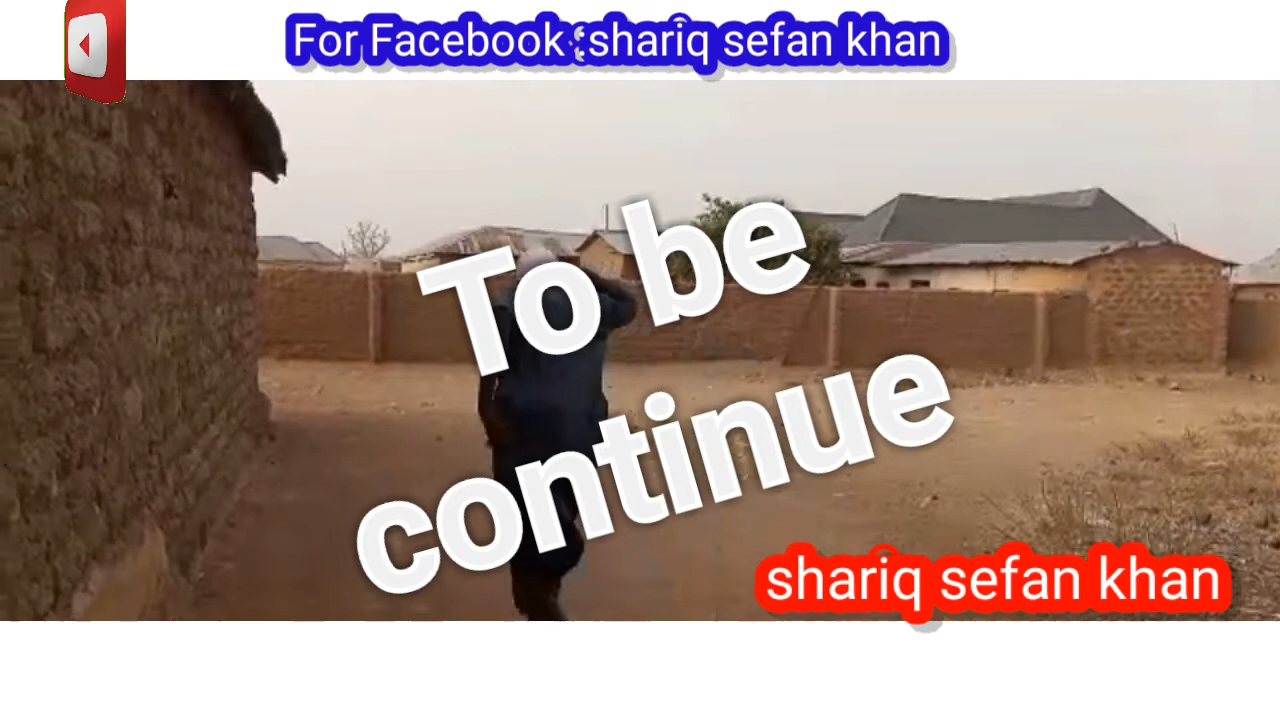 For Facebook : shariq sefan khan
To be
continue
shariq sefan khan